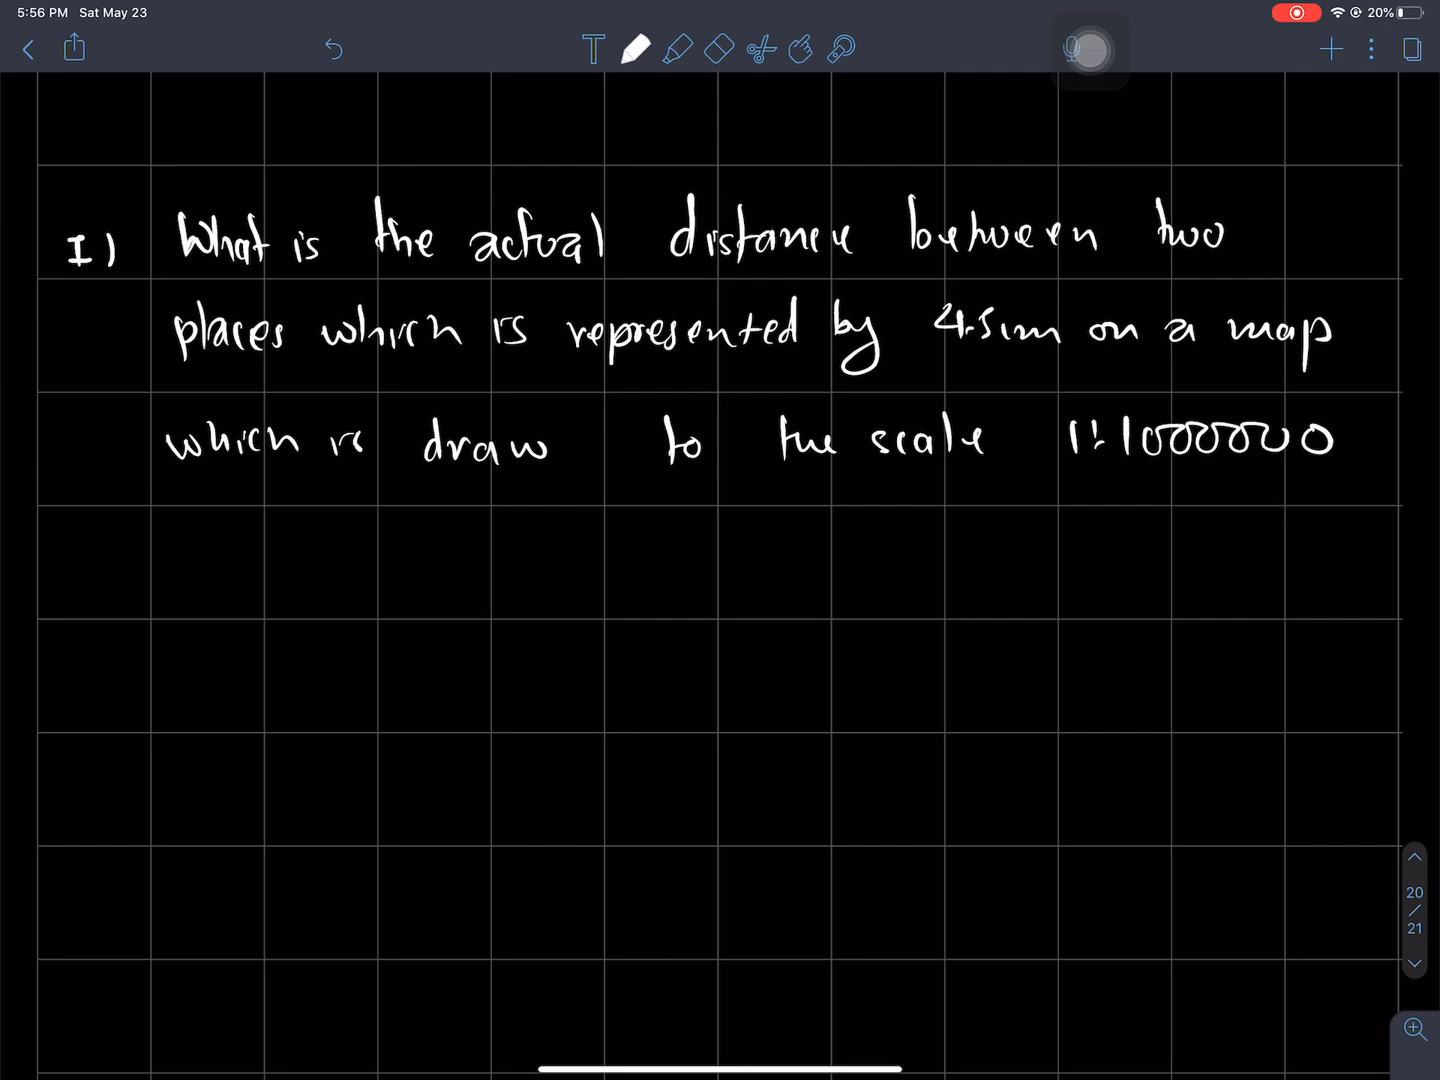 5:56 PM Sat May 23
20%
I) What is the actual distance between two
places which is represented by 4.5cm on a map
which is draw to the scale 1:1000000
20
/
21